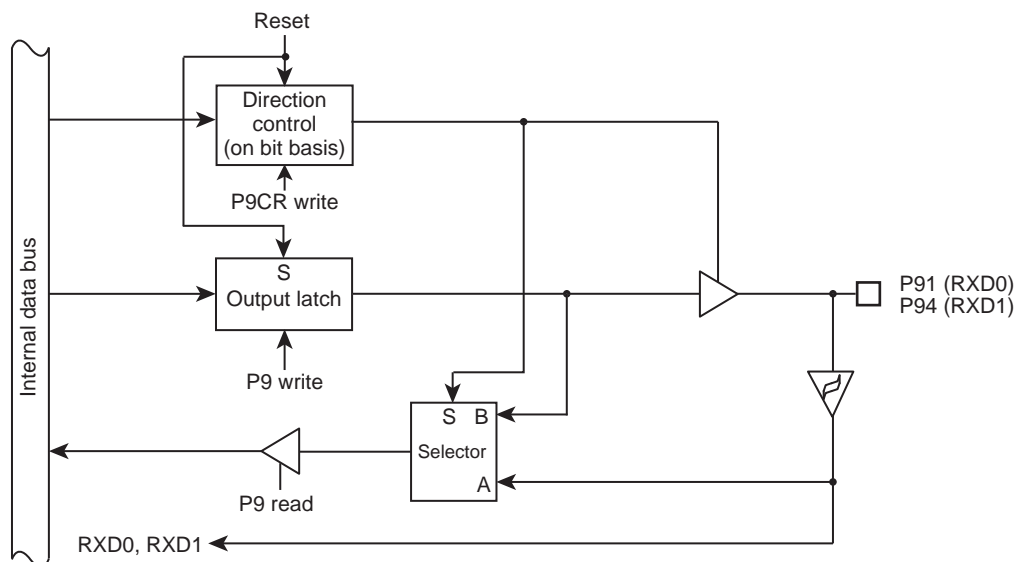 Reset
Direction
control
(on bit basis)
P9CR write
Internal data bus
S
Output latch
P9 write
P91 (RXD0)
P94 (RXD1)
S B
Selector
A
P9 read
RXD0, RXD1